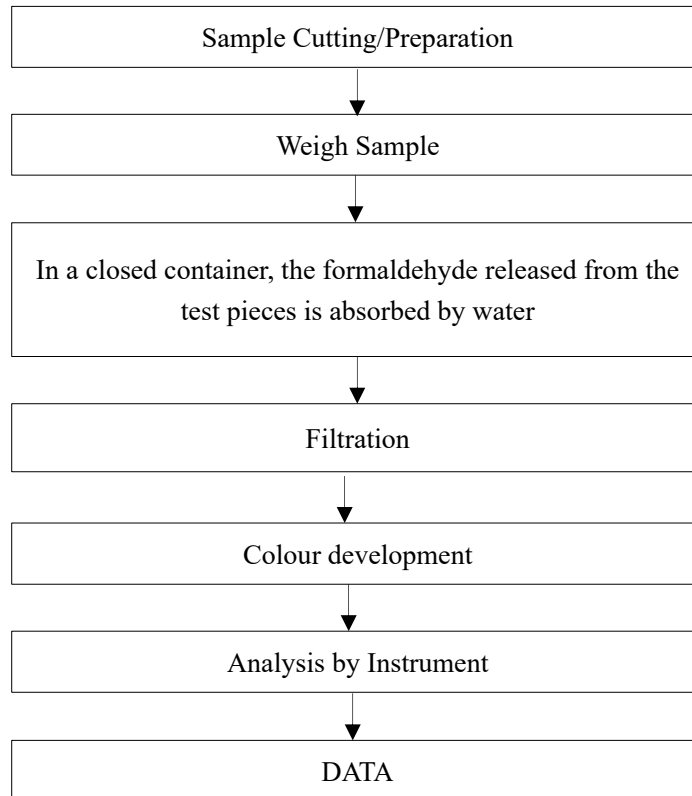 Sample Cutting/Preparation
Weigh Sample
In a closed container, the formaldehyde released from the
test pieces is absorbed by water
Filtration
Colour development
Analysis by Instrument
DATA